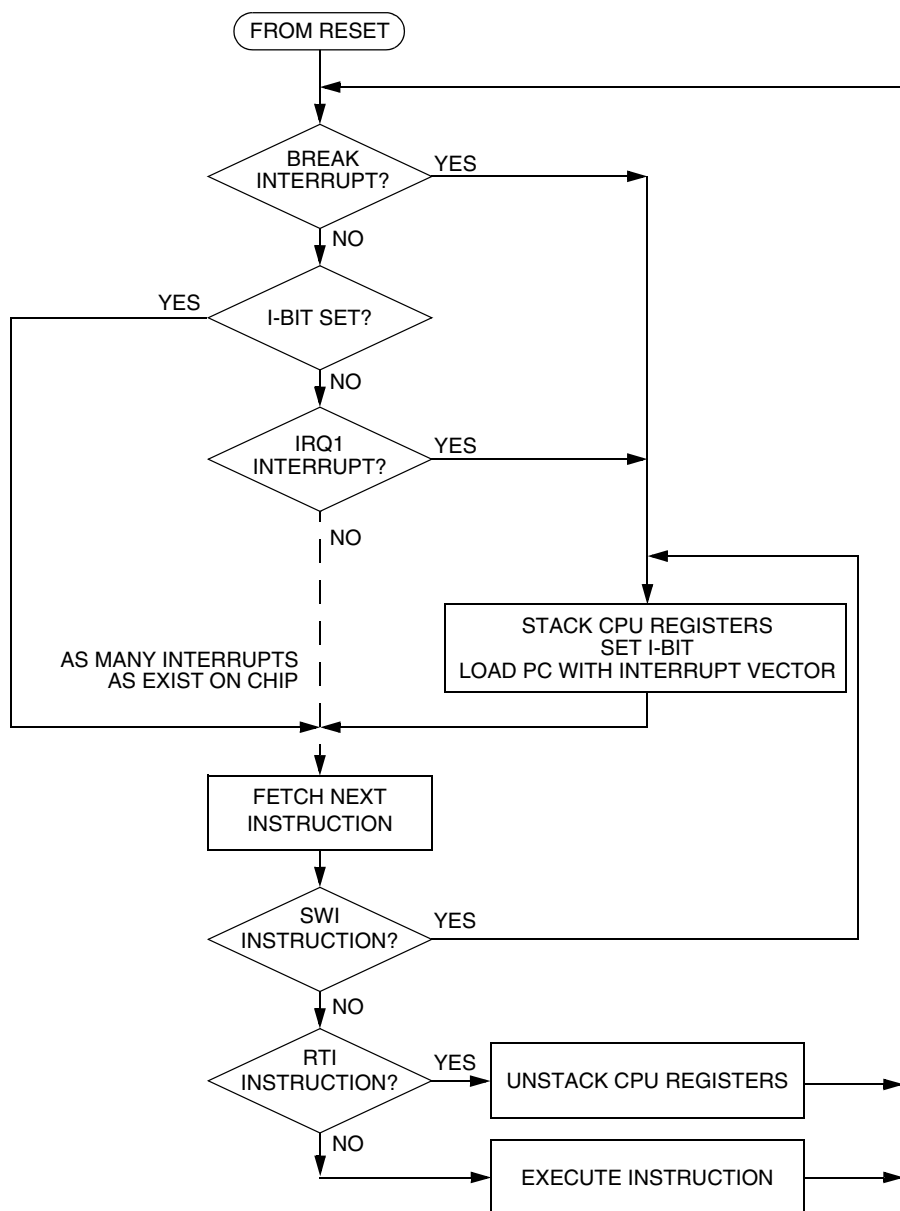 FROM RESET
BREAK
INTERRUPT?
YES
NO
YES
I-BIT SET?
NO
IRQ1
INTERRUPT?
YES
NO
STACK CPU REGISTERS
SET I-BIT
LOAD PC WITH INTERRUPT VECTOR
AS MANY INTERRUPTS
AS EXIST ON CHIP
FETCH NEXT
INSTRUCTION
SWI
INSTRUCTION?
YES
NO
RTI
INSTRUCTION?
YES
UNSTACK CPU REGISTERS
NO
EXECUTE INSTRUCTION